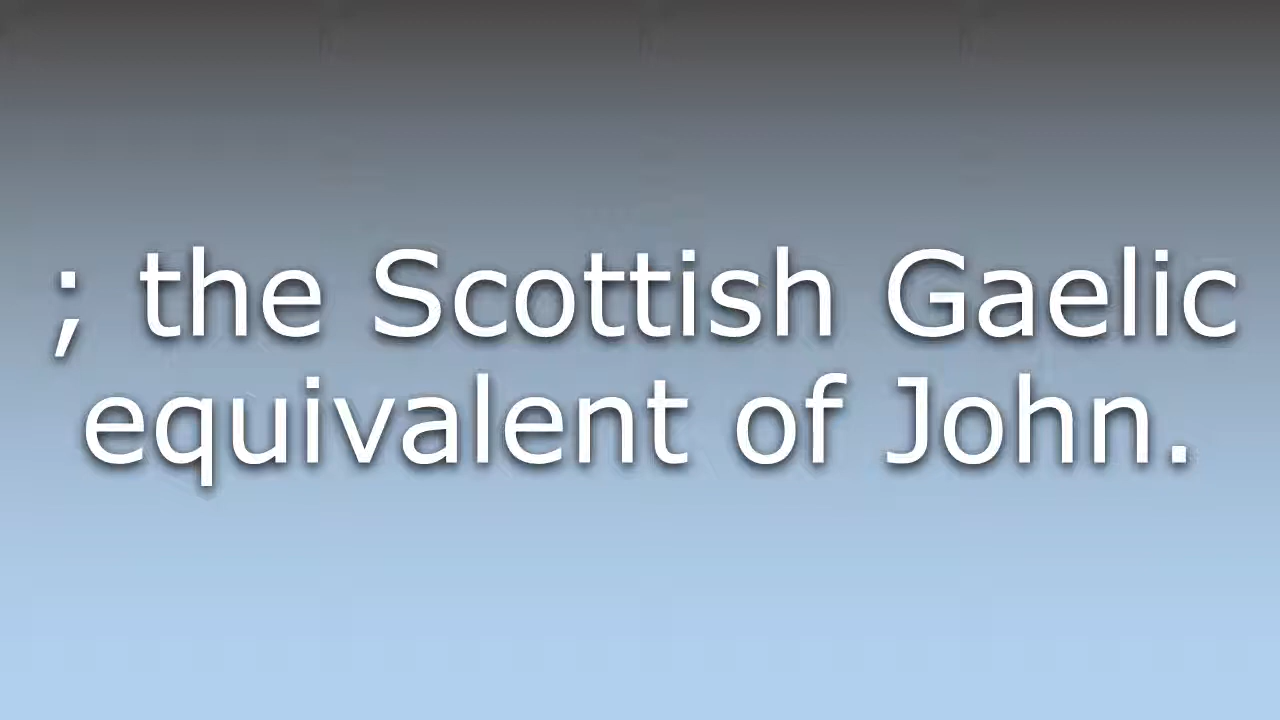 ; the Scottish Gaelic
equivalent of John.